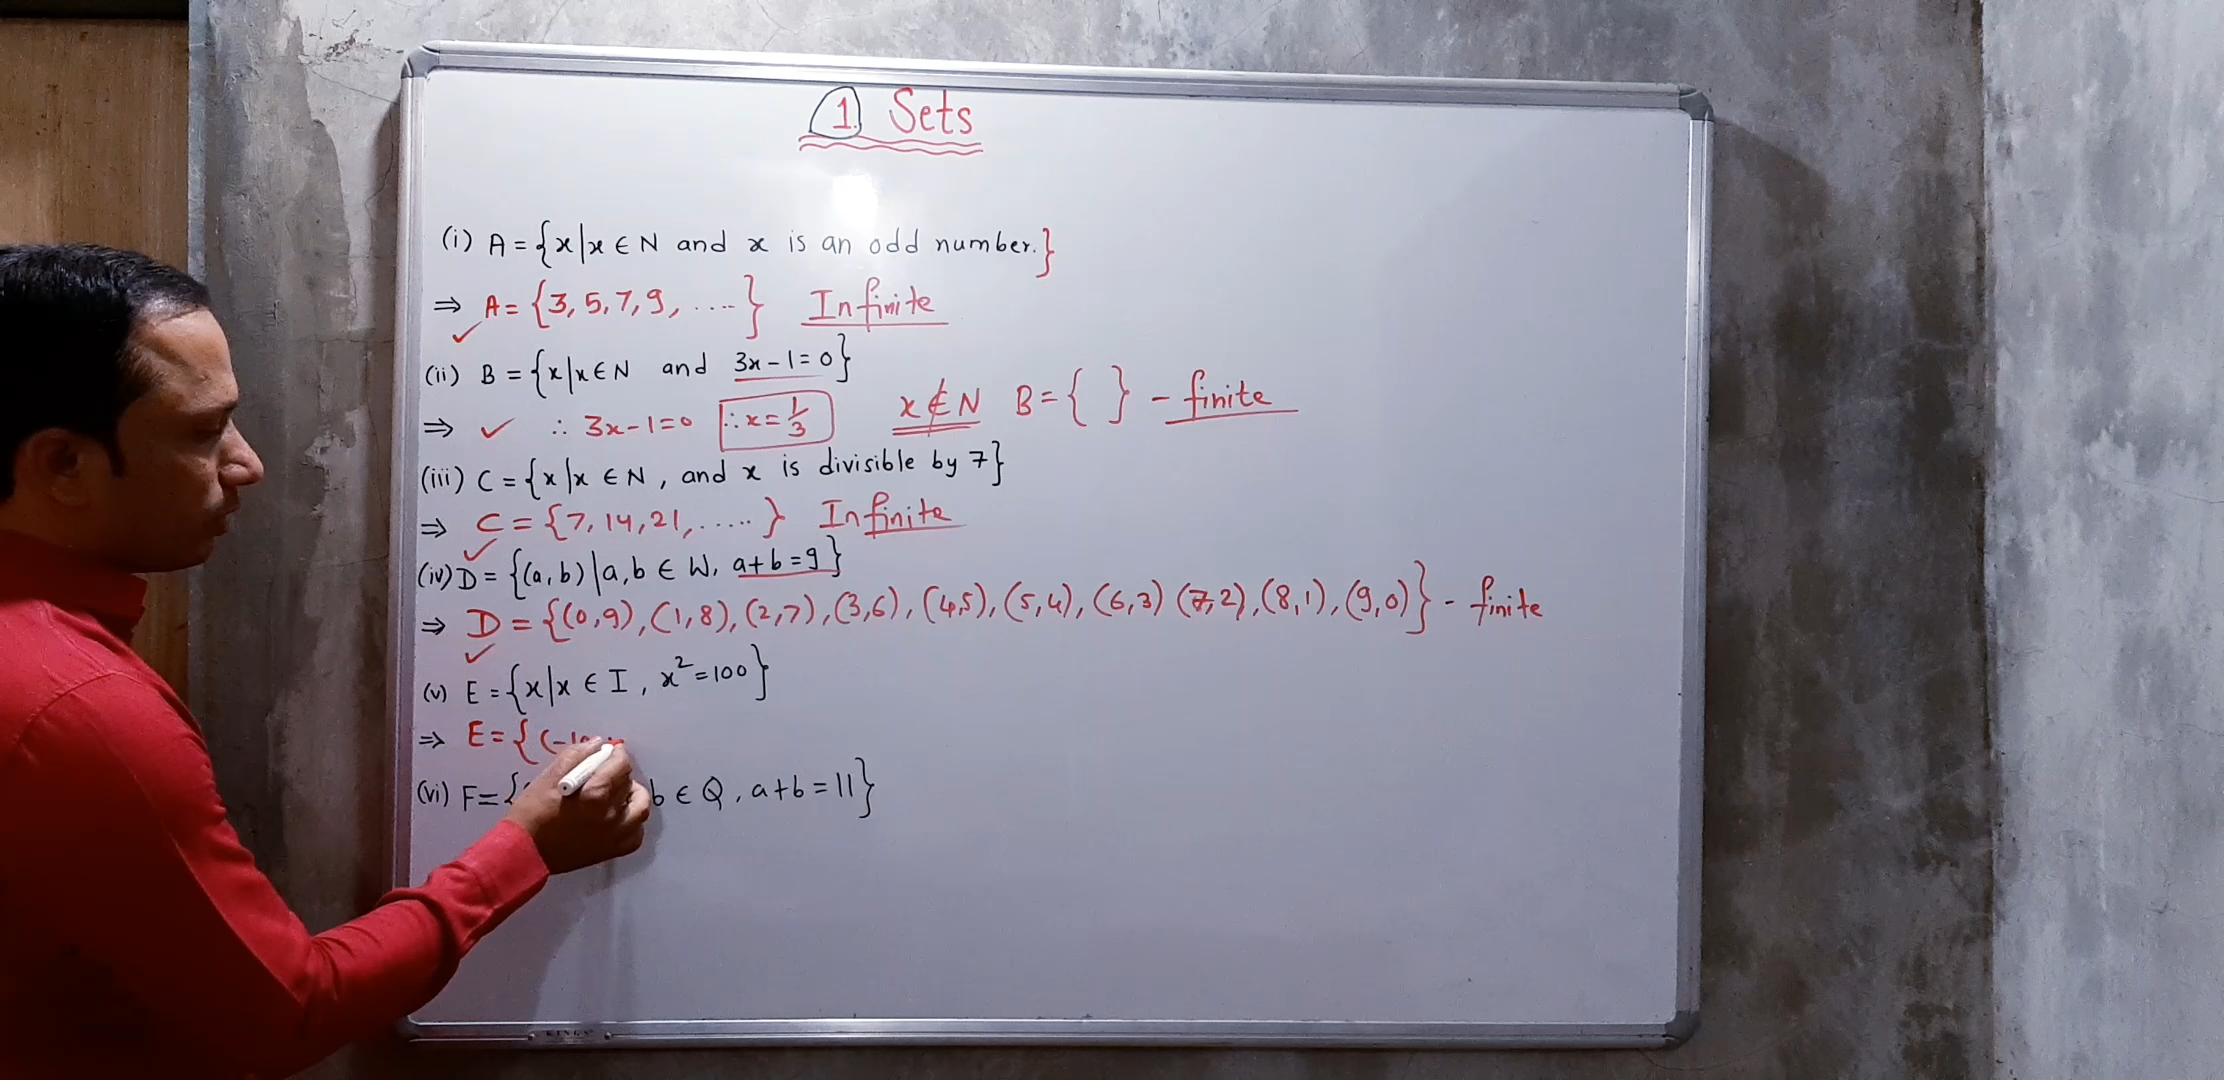 1. Sets
(i) A = {x|x ∈ N and x is an odd number.}
⇒ A = {3, 5, 7, 9, ....} Infinite
(ii) B = {x|x ∈ N and 3x - 1 = 0}
⇒ ✓ ∴ 3x - 1 = 0 ∴ x = 1/3 x ∉ N B = { } - finite
(iii) C = {x|x ∈ N, and x is divisible by 7}
⇒ C = {7, 14, 21, .....} Infinite
(iv) D = {(a, b)|a, b ∈ W, a+b = 9}
⇒ D = {(0,9), (1,8), (2,7), (3,6), (4,5), (5,4), (6,3) (7,2), (8,1), (9,0)} - finite
(v) E = {x|x ∈ I, x² = 100}
⇒ E = {(-10
(vi) F = { b ∈ Q, a+b = 11}